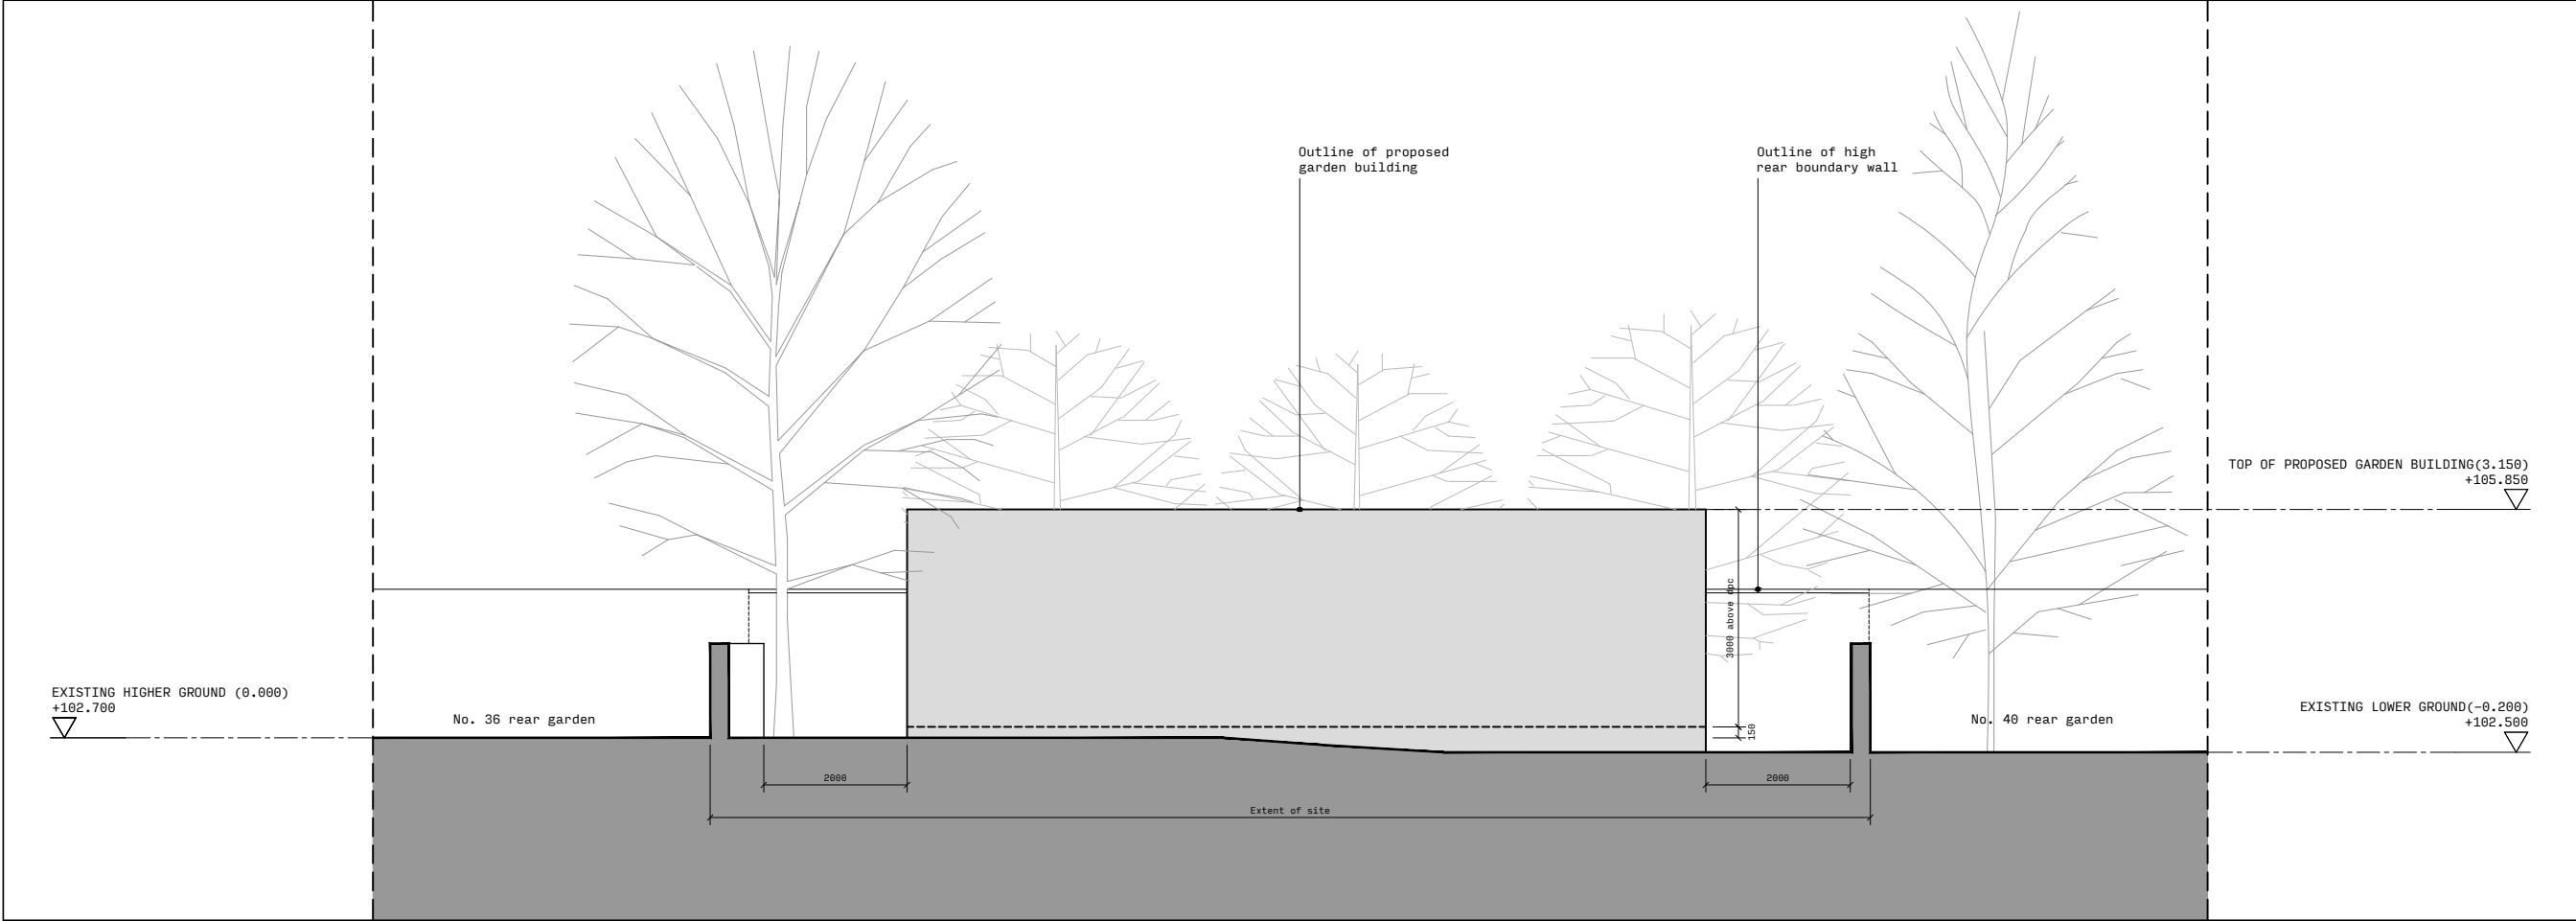 Outline of proposed
garden building
Outline of high
rear boundary wall
TOP OF PROPOSED GARDEN BUILDING(3.150)
+105.850
3000 above dpc
150
EXISTING HIGHER GROUND (0.000)
+102.700
No. 36 rear garden
No. 40 rear garden
EXISTING LOWER GROUND(-0.200)
+102.500
2000
2000
Extent of site